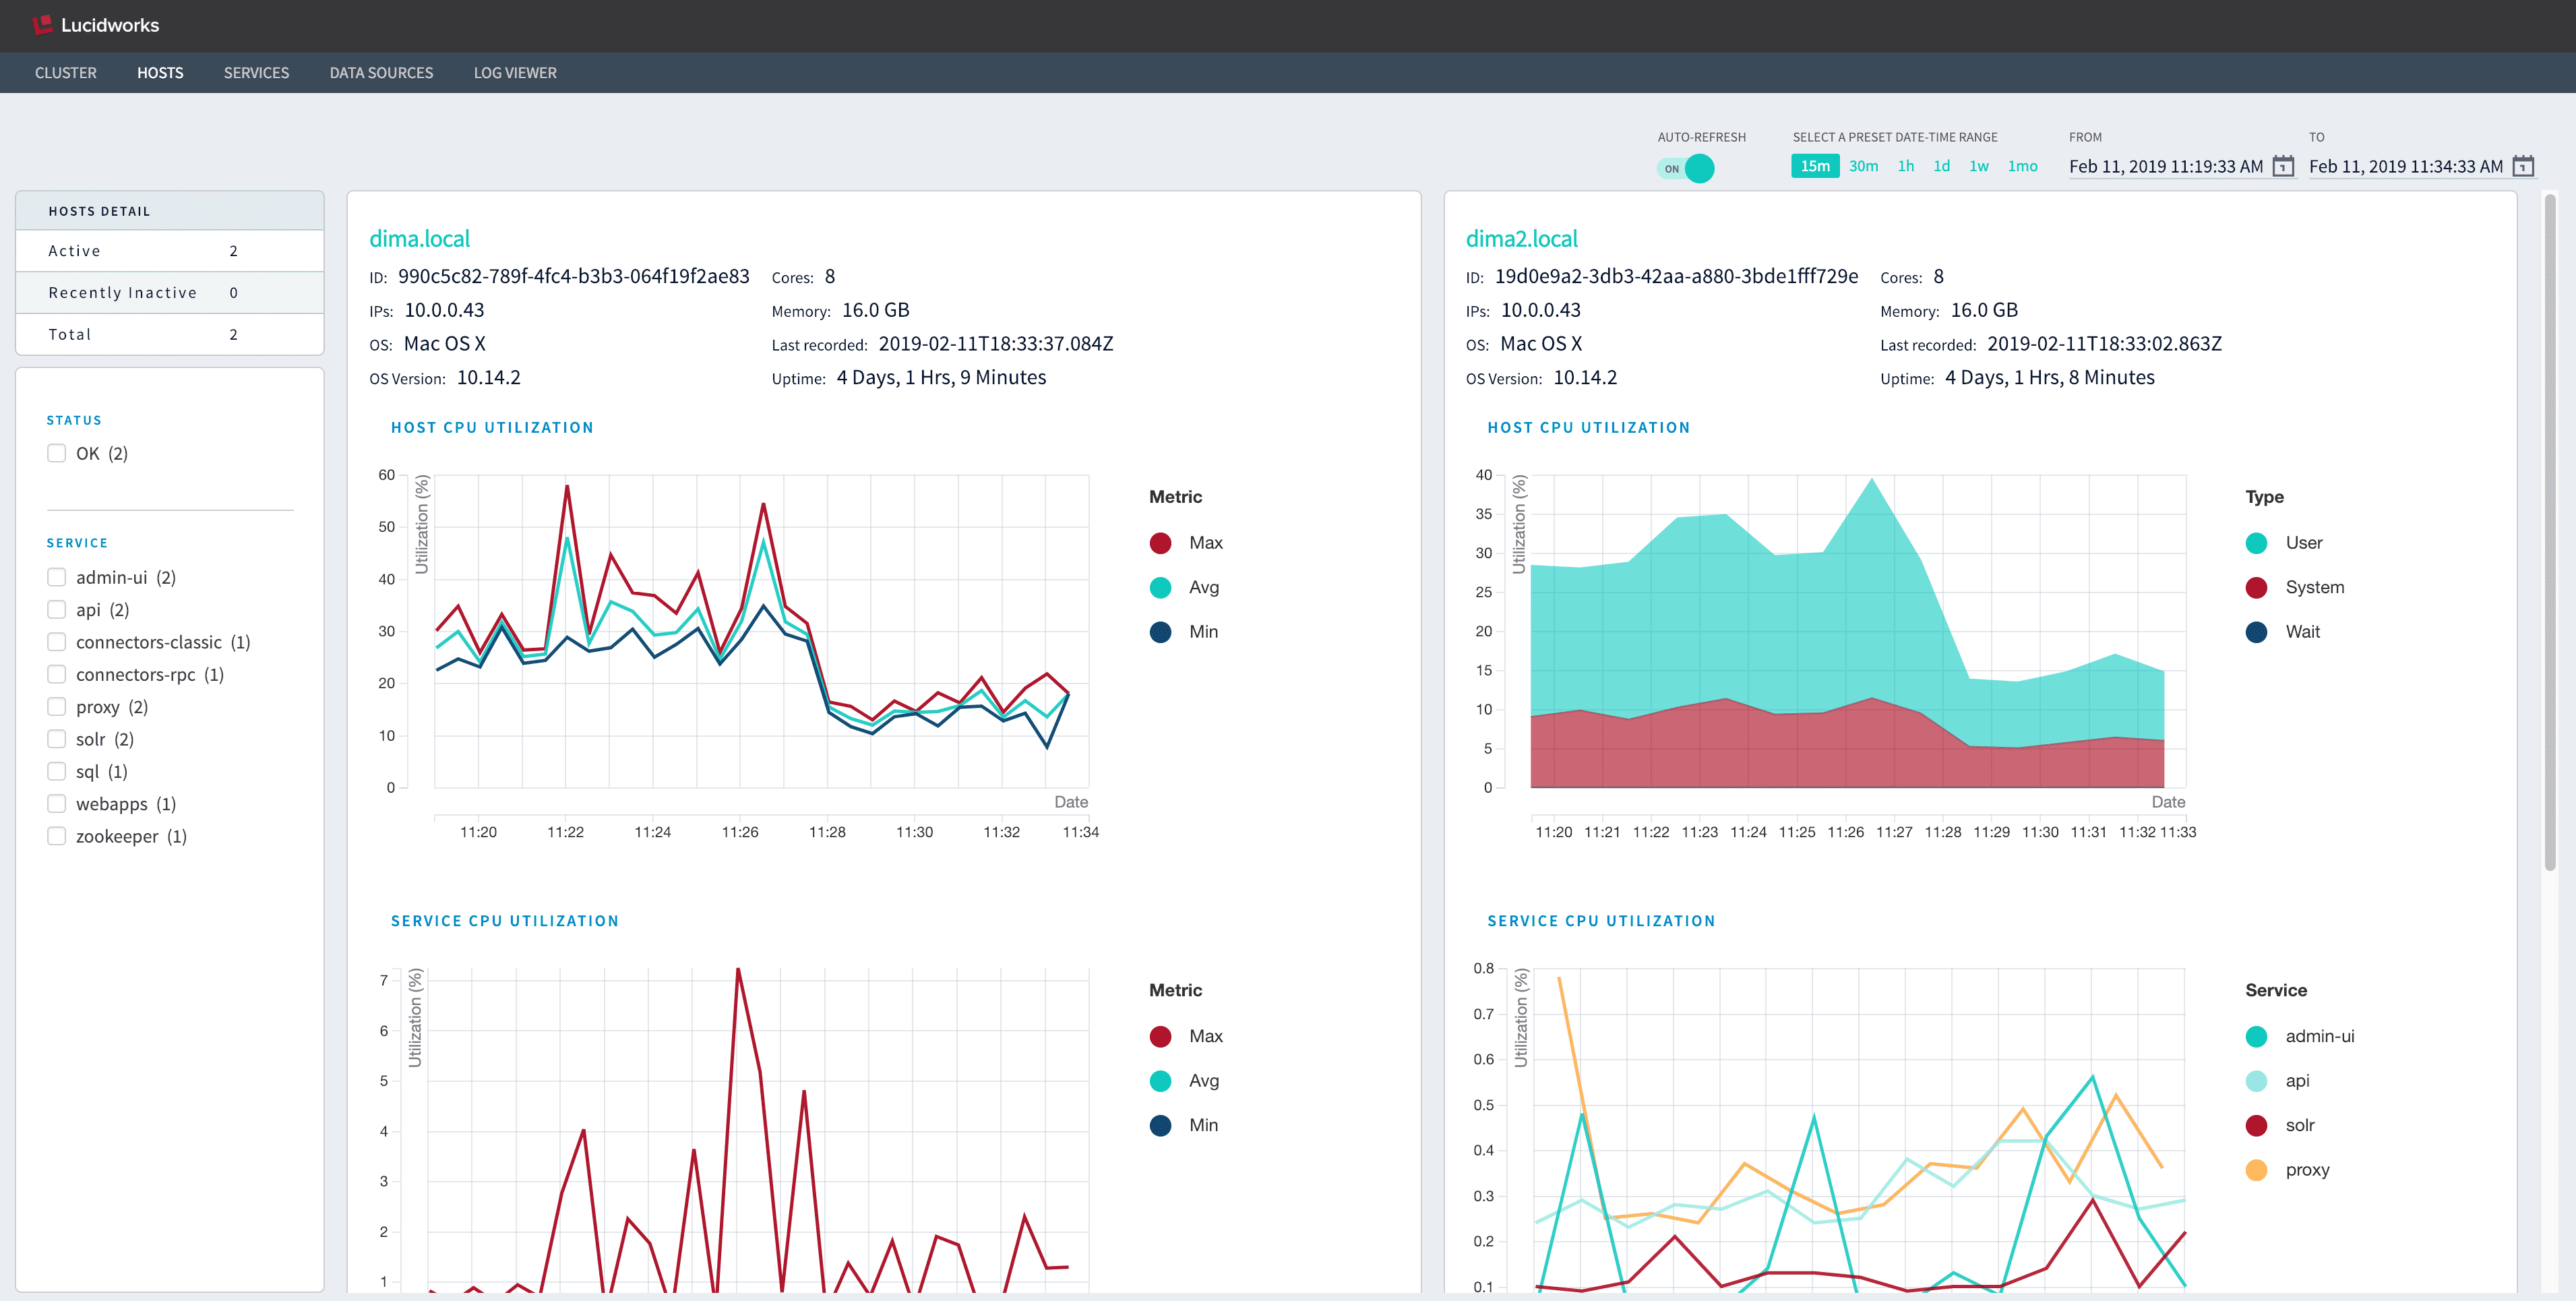 Lucidworks
CLUSTER HOSTS SERVICES DATA SOURCES LOG VIEWER
AUTO-REFRESH SELECT A PRESET DATE-TIME RANGE FROM TO
ON 15m 30m 1h 1d 1w 1mo Feb 11, 2019 11:19:33 AM Feb 11, 2019 11:34:33 AM
HOSTS DETAIL
Active 2
Recently Inactive 0
Total 2
STATUS
OK (2)
SERVICE
admin-ui (2)
api (2)
connectors-classic (1)
connectors-rpc (1)
proxy (2)
solr (2)
sql (1)
webapps (1)
zookeeper (1)
dima.local
ID: 990c5c82-789f-4fc4-b3b3-064f19f2ae83 Cores: 8
IPs: 10.0.0.43 Memory: 16.0 GB
OS: Mac OS X Last recorded: 2019-02-11T18:33:37.084Z
OS Version: 10.14.2 Uptime: 4 Days, 1 Hrs, 9 Minutes
HOST CPU UTILIZATION
Utilization (%)
60
50
40
30
20
10
0
Date
11:20 11:22 11:24 11:26 11:28 11:30 11:32 11:34
Metric
Max
Avg
Min
SERVICE CPU UTILIZATION
Utilization (%)
7
6
5
4
3
2
1
Metric
Max
Avg
Min
dima2.local
ID: 19d0e9a2-3db3-42aa-a880-3bde1fff729e Cores: 8
IPs: 10.0.0.43 Memory: 16.0 GB
OS: Mac OS X Last recorded: 2019-02-11T18:33:02.863Z
OS Version: 10.14.2 Uptime: 4 Days, 1 Hrs, 8 Minutes
HOST CPU UTILIZATION
Utilization (%)
40
35
30
25
20
15
10
5
0
Date
11:20 11:21 11:22 11:23 11:24 11:25 11:26 11:27 11:28 11:29 11:30 11:31 11:32 11:33
Type
User
System
Wait
SERVICE CPU UTILIZATION
Utilization (%)
0.8
0.7
0.6
0.5
0.4
0.3
0.2
0.1
Service
admin-ui
api
solr
proxy